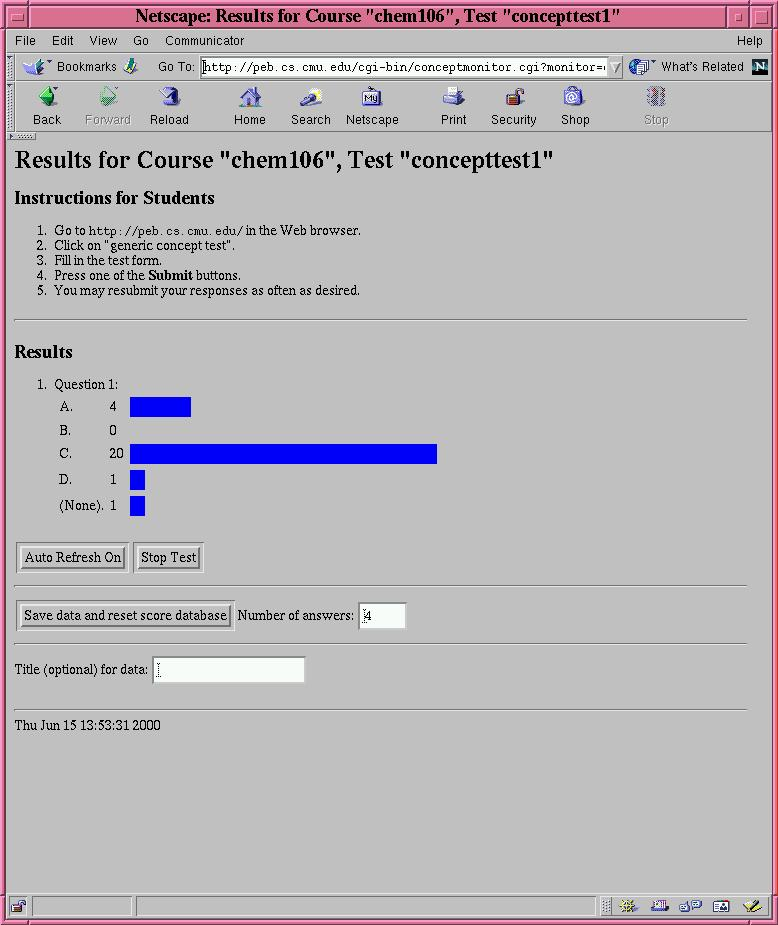 Netscape: Results for Course "chem106", Test "concepttest1"
File Edit View Go Communicator Help
Bookmarks Go To: http://peb.cs.cmu.edu/cgi-bin/conceptmonitor.cgi?monitor= What's Related N
Back Forward Reload Home Search Netscape Print Security Shop Stop
My
Results for Course "chem106", Test "concepttest1"
Instructions for Students
1. Go to http://peb.cs.cmu.edu/ in the Web browser.
2. Click on "generic concept test".
3. Fill in the test form.
4. Press one of the Submit buttons.
5. You may resubmit your responses as often as desired.
Results
1. Question 1:
A. 4
B. 0
C. 20
D. 1
(None). 1
Auto Refresh On Stop Test
Save data and reset score database Number of answers: 4
Title (optional) for data:
Thu Jun 15 13:53:31 2000